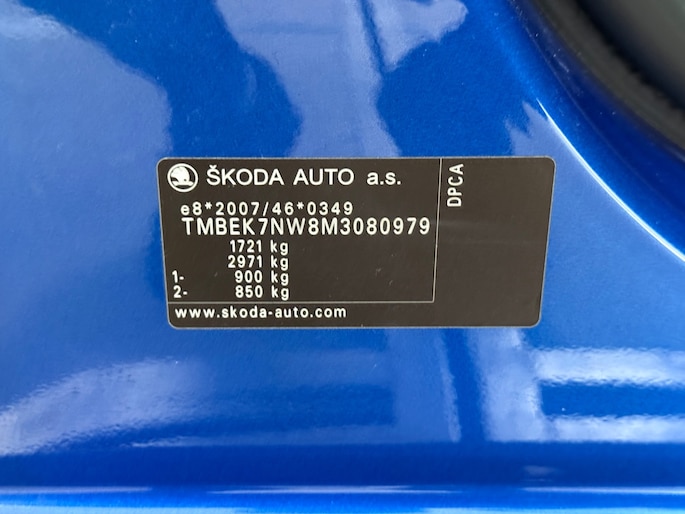 ŠKODA AUTO a.s.
e8*2007/46*0349
TMBEK7NW8M3080979
1721 kg
2971 kg
1- 900 kg
2- 850 kg
www.skoda-auto.com
DPCA